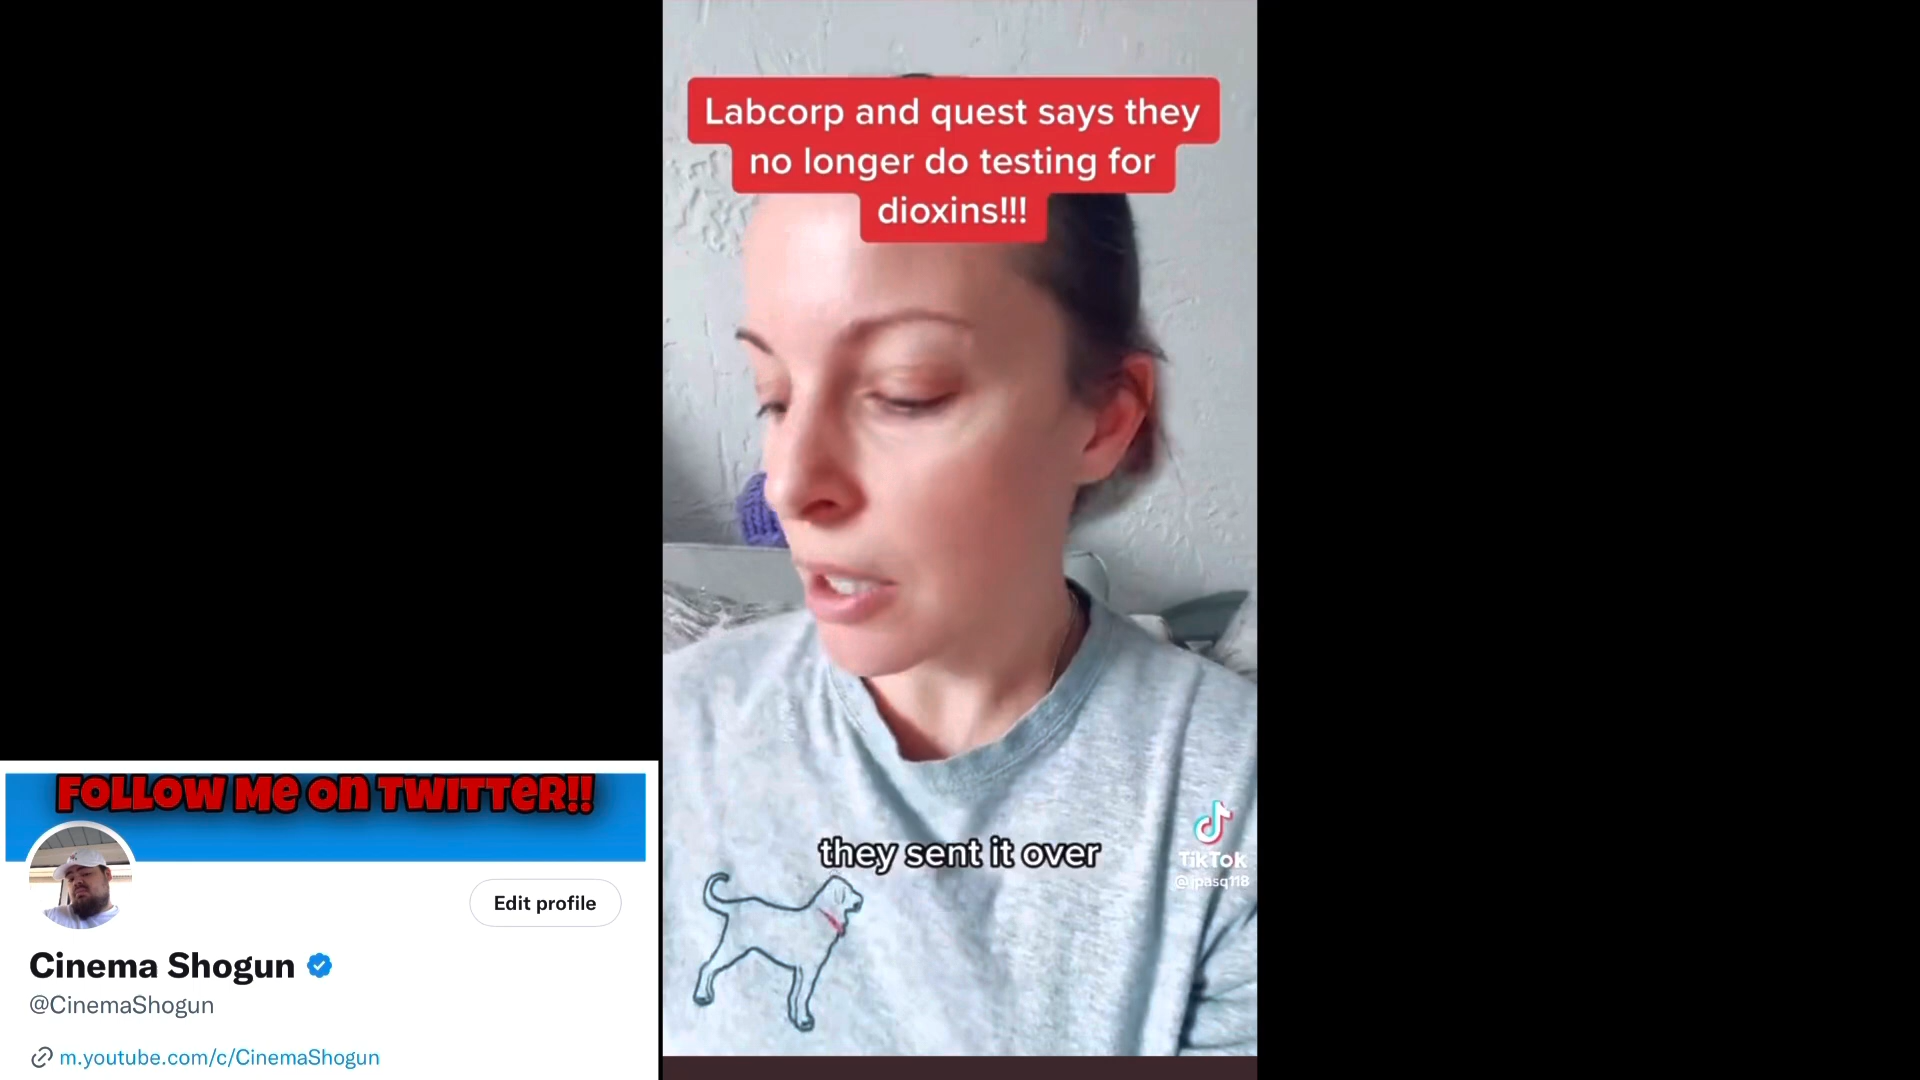 Labcorp and quest says they
no longer do testing for
dioxins!!!
they sent it over
TikTok
@jpasq118
FOLLOW Me on TWITTeR!!
Edit profile
Cinema Shogun
@CinemaShogun
m.youtube.com/c/CinemaShogun